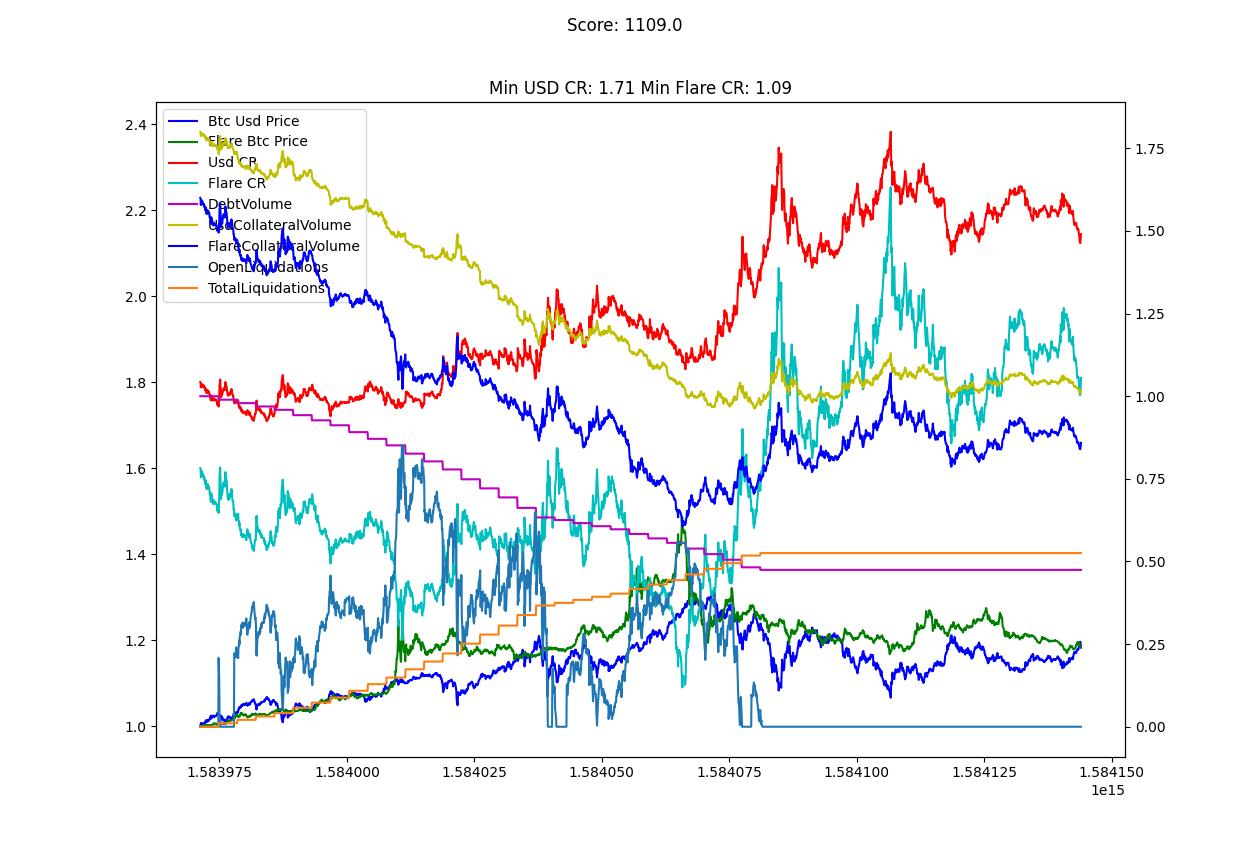 Score: 1109.0
Min USD CR: 1.71 Min Flare CR: 1.09
Btc Usd Price
Flare Btc Price
Usd CR
Flare CR
DebtVolume
UsdCollateralVolume
FlareCollateralVolume
OpenLiquidations
TotalLiquidations
2.4
2.2
2.0
1.8
1.6
1.4
1.2
1.0
1.75
1.50
1.25
1.00
0.75
0.50
0.25
0.00
1.583975
1.584000
1.584025
1.584050
1.584075
1.584100
1.584125
1.584150
1e15